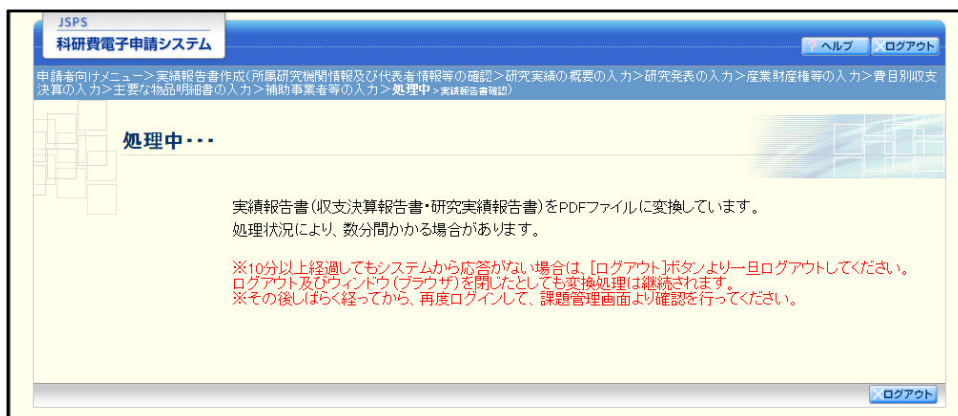 JSPS
科研費電子申請システム
? ヘルプ
ログアウト
申請者向けメニュー>実績報告書作成(所属研究機関情報及び代表者情報等の確認>研究実績の概要の入力>研究発表の入力>産業財産権等の入力>費目別収支
決算の入力>主要な物品明細書の入力>補助事業者等の入力>処理中>実績報告書確認)
処理中・・・
実績報告書(収支決算報告書・研究実績報告書)をPDFファイルに変換しています。
処理状況により、数分間かかる場合があります。
※10分以上経過してもシステムから応答がない場合は、[ログアウト]ボタンより一旦ログアウトしてください。
ログアウト及びウィンドウ(ブラウザ)を閉じたとしても変換処理は継続されます。
※その後しばらく経ってから、再度ログインして、課題管理画面より確認を行ってください。
ログアウト